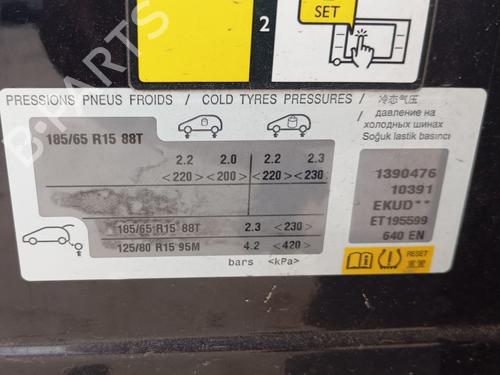 2
SET
PRESSIONS PNEUS FROIDS / COLD TYRES PRESSURES / 冷态气压
давление на
холодных шинах
Soğuk lastik basıncı
185/65 R15 88T
2.2 2.0 2.2 2.3
<220> <200> <220> <230
185/65 R15 88T 2.3 <230>
125/80 R15 95M 4.2 <420>
bars <kPa>
1390476
10391
EKUD**
ET195599
640 EN
RESET
B-PARTS